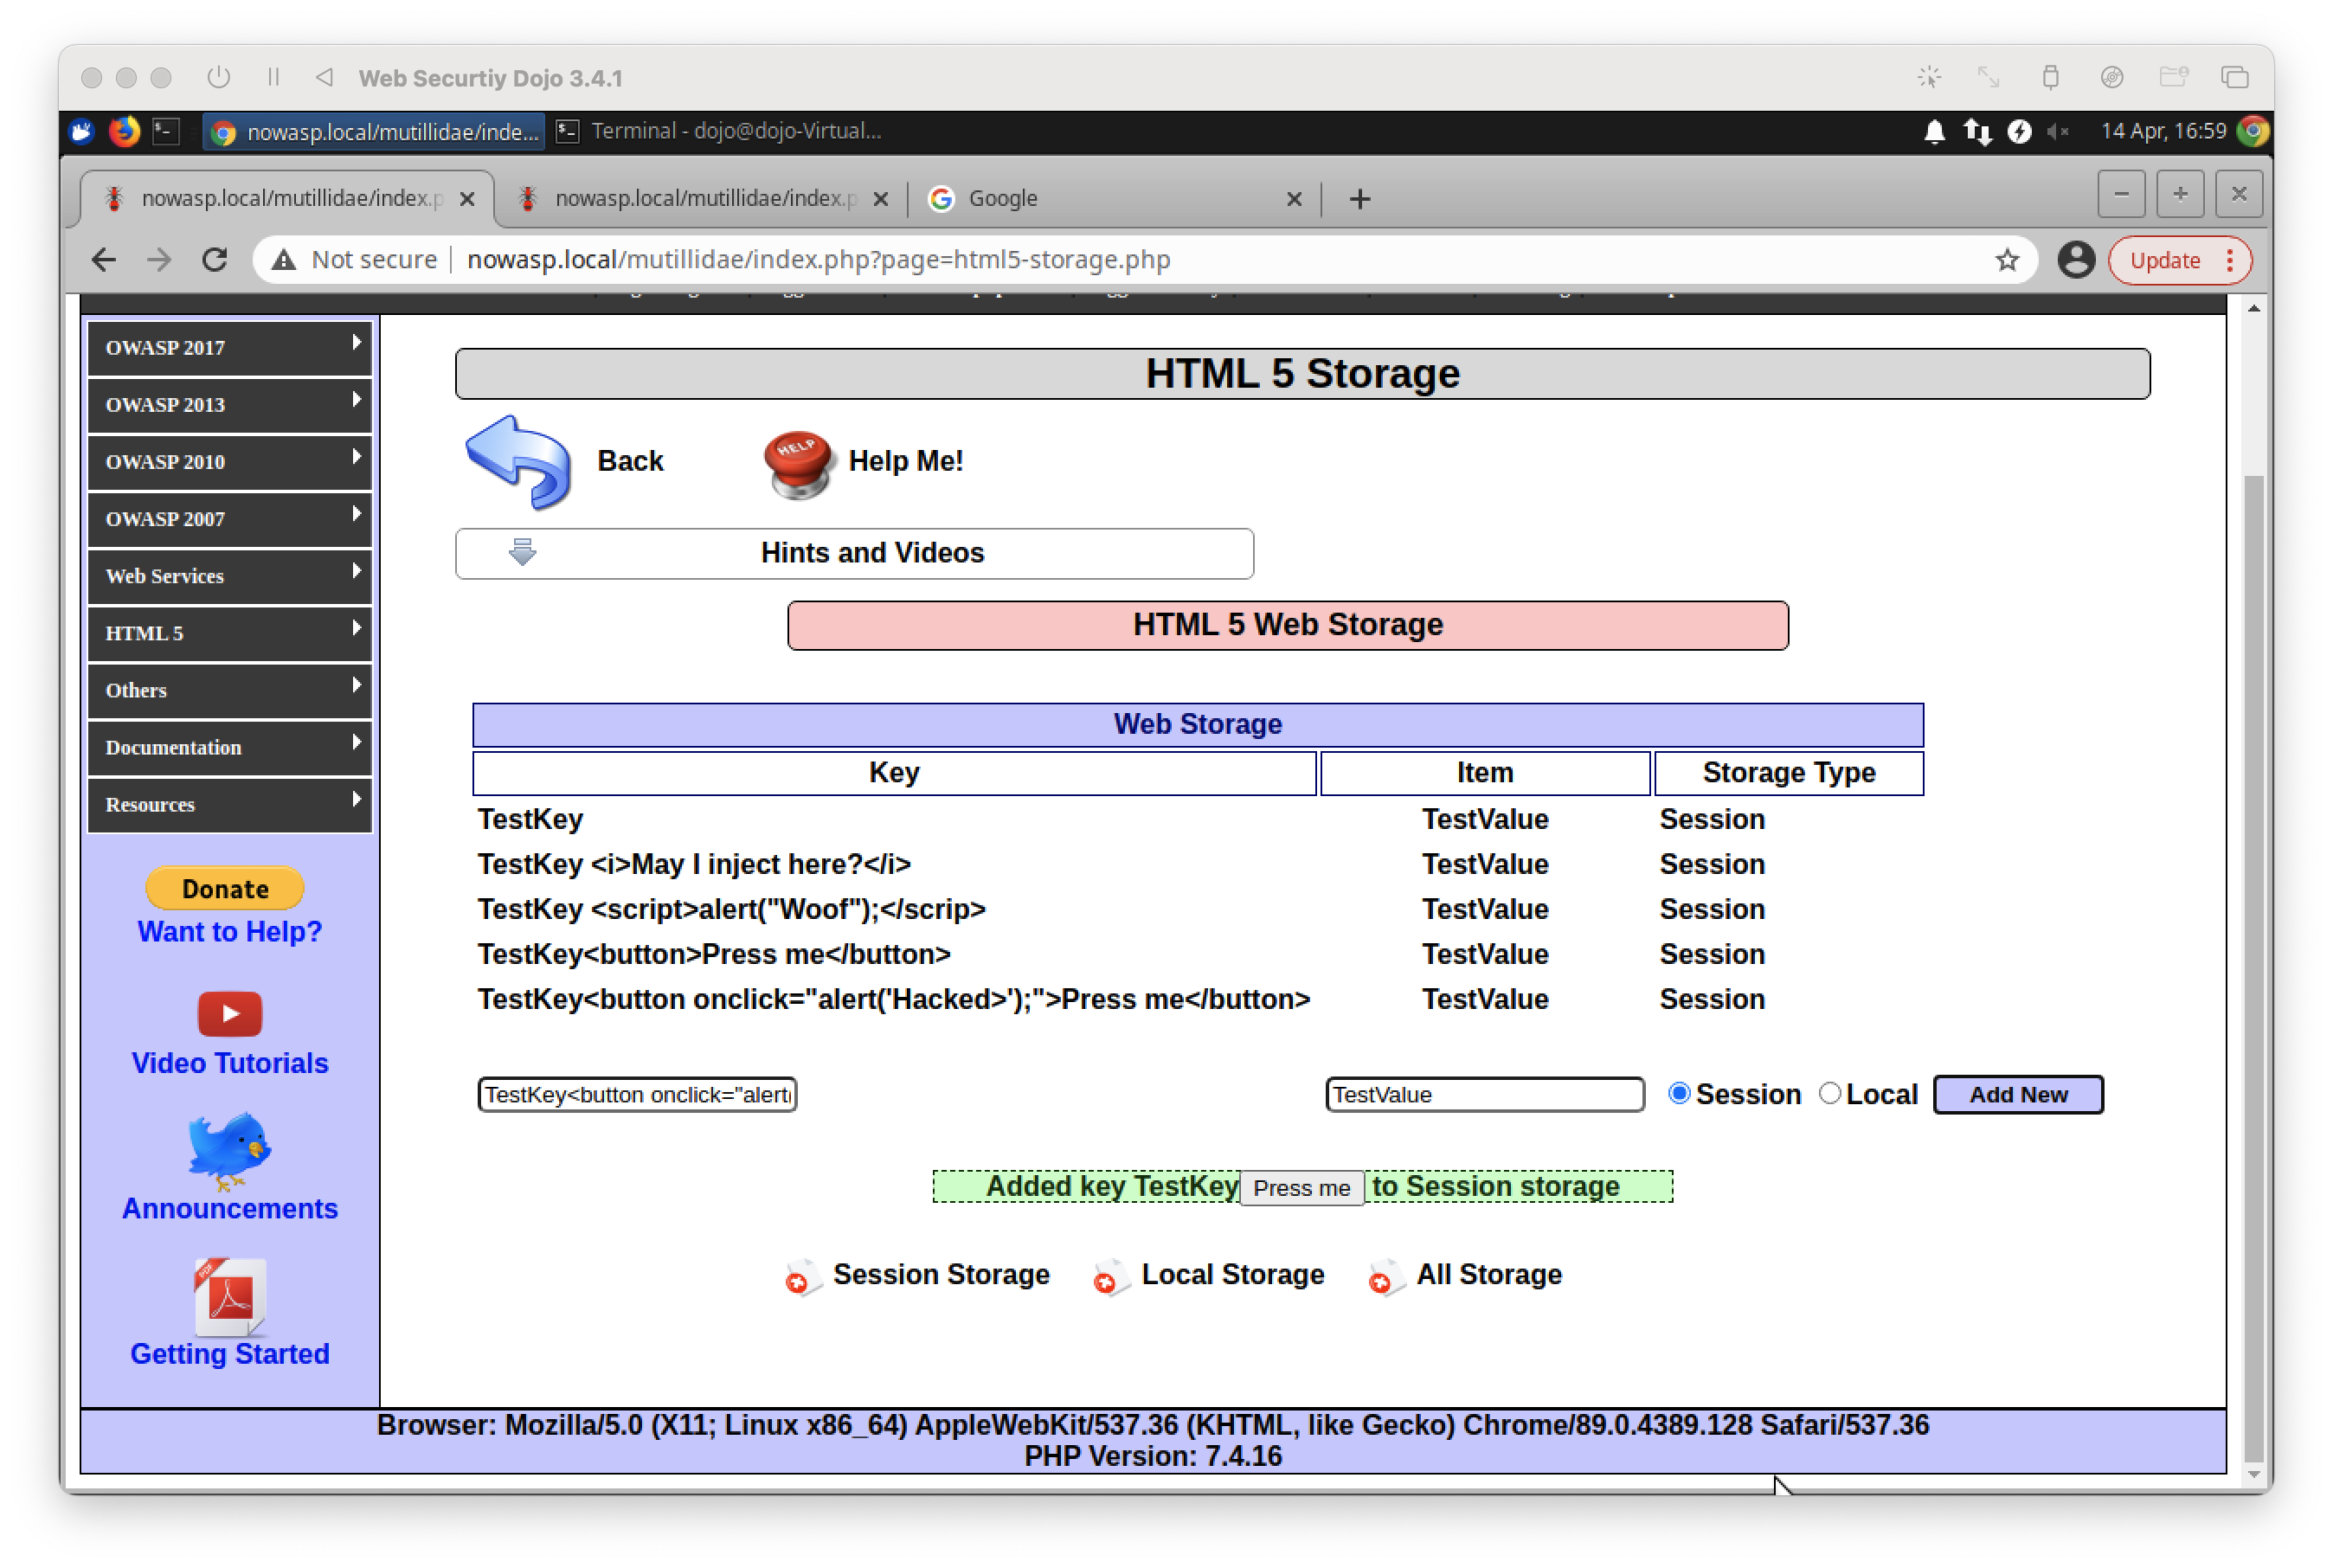 Web Securtiy Dojo 3.4.1
nowasp.local/mutillidae/inde... Terminal - dojo@dojo-Virtual... 14 Apr, 16:59
nowasp.local/mutillidae/index.p nowasp.local/mutillidae/index.p Google
Not secure nowasp.local/mutillidae/index.php?page=html5-storage.php Update
OWASP 2017
OWASP 2013
OWASP 2010
OWASP 2007
Web Services
HTML 5
Others
Documentation
Resources
Donate
Want to Help?
Video Tutorials
Announcements
PDF
Getting Started
HTML 5 Storage
Back HELP Help Me!
Hints and Videos
HTML 5 Web Storage
Web Storage
Key Item Storage Type
TestKey TestValue Session
TestKey <i>May I inject here?</i> TestValue Session
TestKey <script>alert("Woof");</scrip> TestValue Session
TestKey<button>Press me</button> TestValue Session
TestKey<button onclick="alert('Hacked>');">Press me</button> TestValue Session
TestKey<button onclick="alert( TestValue Session Local Add New
Added key TestKey Press me to Session storage
Session Storage Local Storage All Storage
Browser: Mozilla/5.0 (X11; Linux x86_64) AppleWebKit/537.36 (KHTML, like Gecko) Chrome/89.0.4389.128 Safari/537.36
PHP Version: 7.4.16